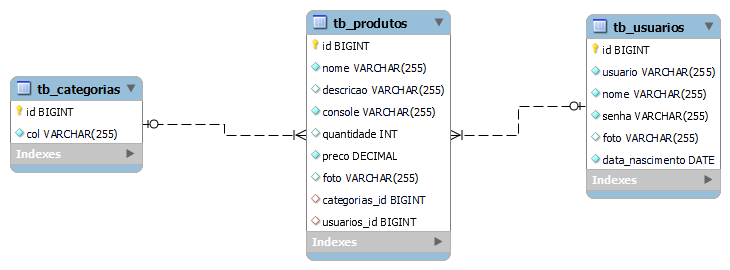 tb_categorias
id BIGINT
col VARCHAR(255)
Indexes
tb_produtos
id BIGINT
nome VARCHAR(255)
descricao VARCHAR(255)
console VARCHAR(255)
quantidade INT
preco DECIMAL
foto VARCHAR(255)
categorias_id BIGINT
usuarios_id BIGINT
Indexes
tb_usuarios
id BIGINT
usuario VARCHAR(255)
nome VARCHAR(255)
senha VARCHAR(255)
foto VARCHAR(255)
data_nascimento DATE
Indexes